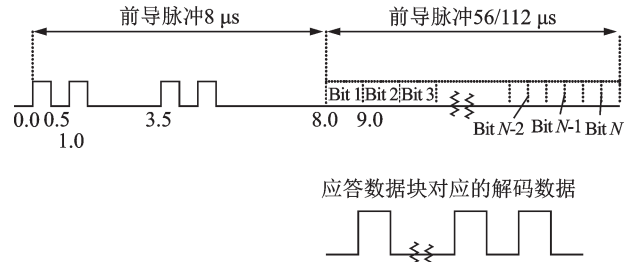 前导脉冲8 μs
前导脉冲56/112 μs
Bit 1 Bit 2 Bit 3
0.0 0.5 3.5 8.0 9.0 Bit N-2 Bit N-1 Bit N
1.0
应答数据块对应的解码数据